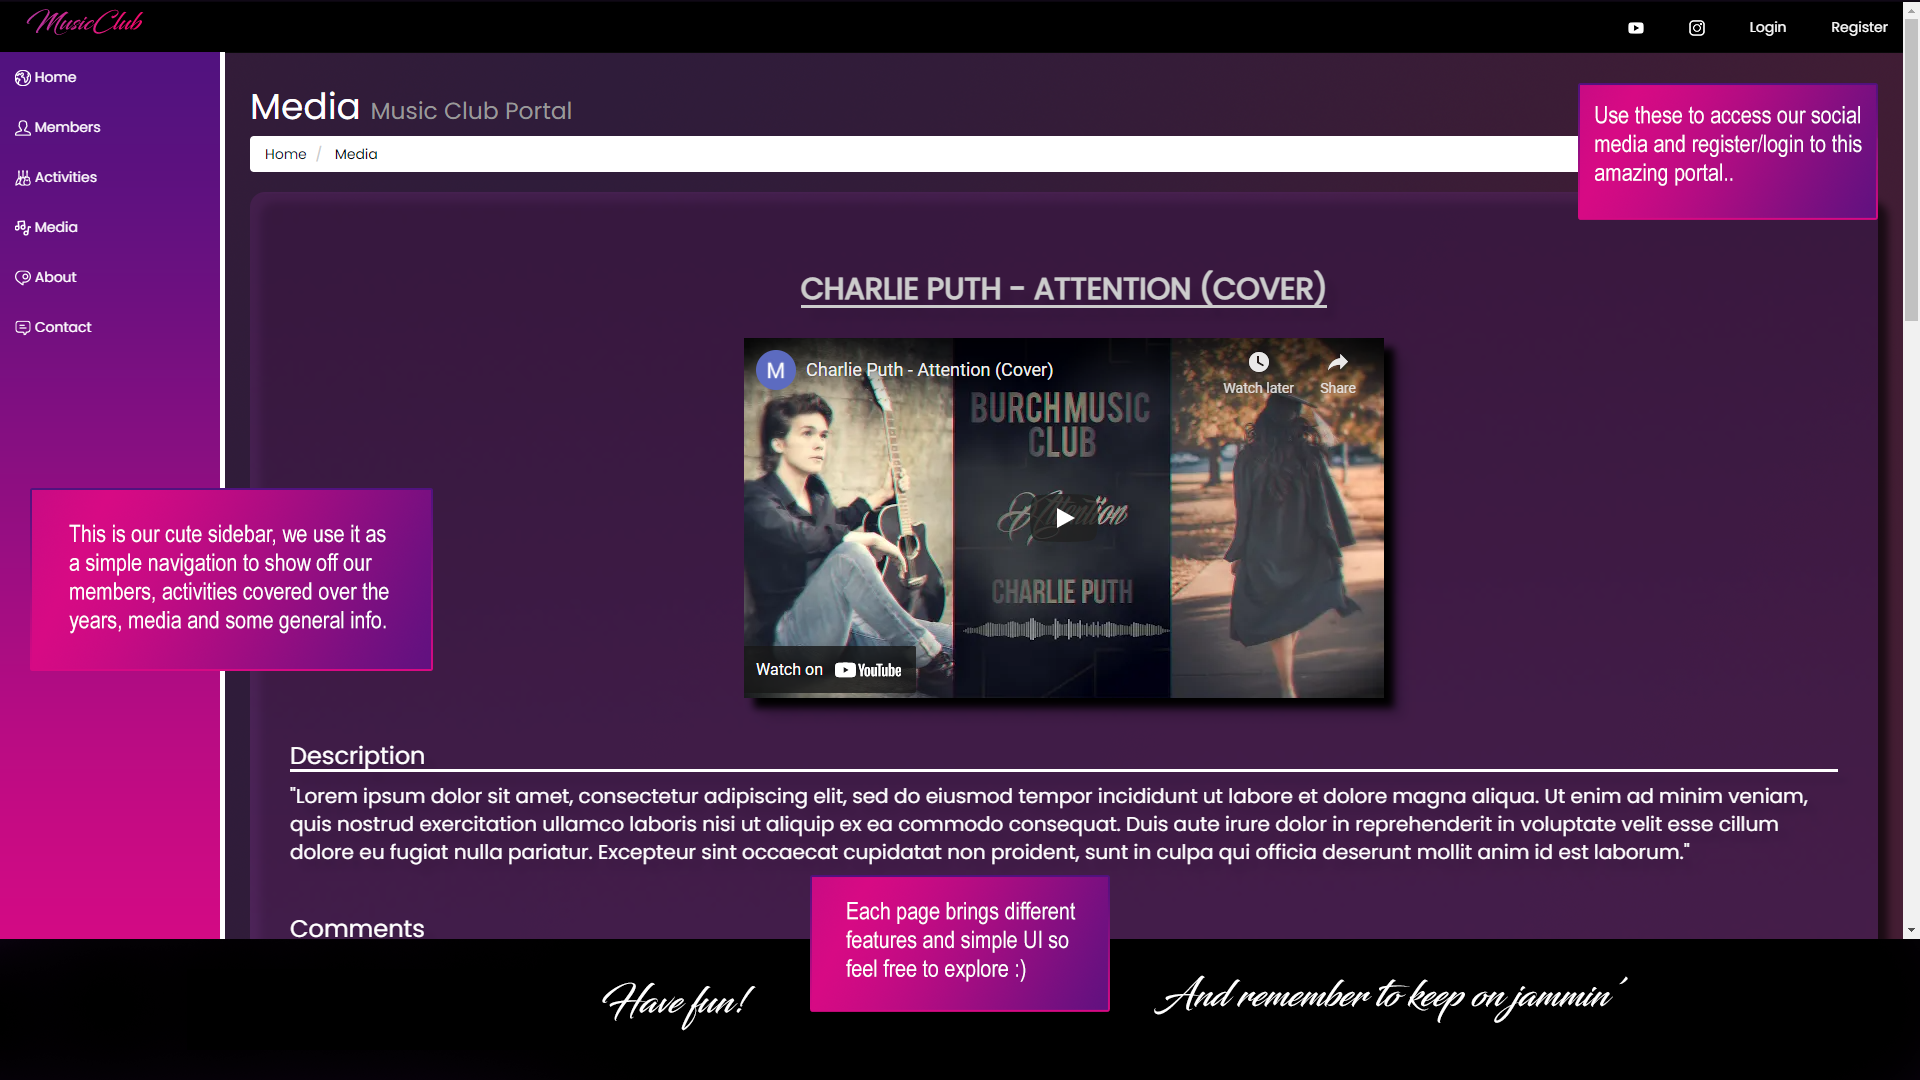 MusicClub
Login
Register
Home
Members
Activities
Media
About
Contact
Media Music Club Portal
Home / Media
Use these to access our social
media and register/login to this
amazing portal..
CHARLIE PUTH - ATTENTION (COVER)
M
Charlie Puth - Attention (Cover)
Watch later
Share
BURCH MUSIC
CLUB
Attention
CHARLIE PUTH
Watch on YouTube
This is our cute sidebar, we use it as
a simple navigation to show off our
members, activities covered over the
years, media and some general info.
Description
"Lorem ipsum dolor sit amet, consectetur adipiscing elit, sed do eiusmod tempor incididunt ut labore et dolore magna aliqua. Ut enim ad minim veniam,
quis nostrud exercitation ullamco laboris nisi ut aliquip ex ea commodo consequat. Duis aute irure dolor in reprehenderit in voluptate velit esse cillum
dolore eu fugiat nulla pariatur. Excepteur sint occaecat cupidatat non proident, sunt in culpa qui officia deserunt mollit anim id est laborum."
Comments
Each page brings different
features and simple UI so
feel free to explore :)
Have fun!
And remember to keep on jammin'